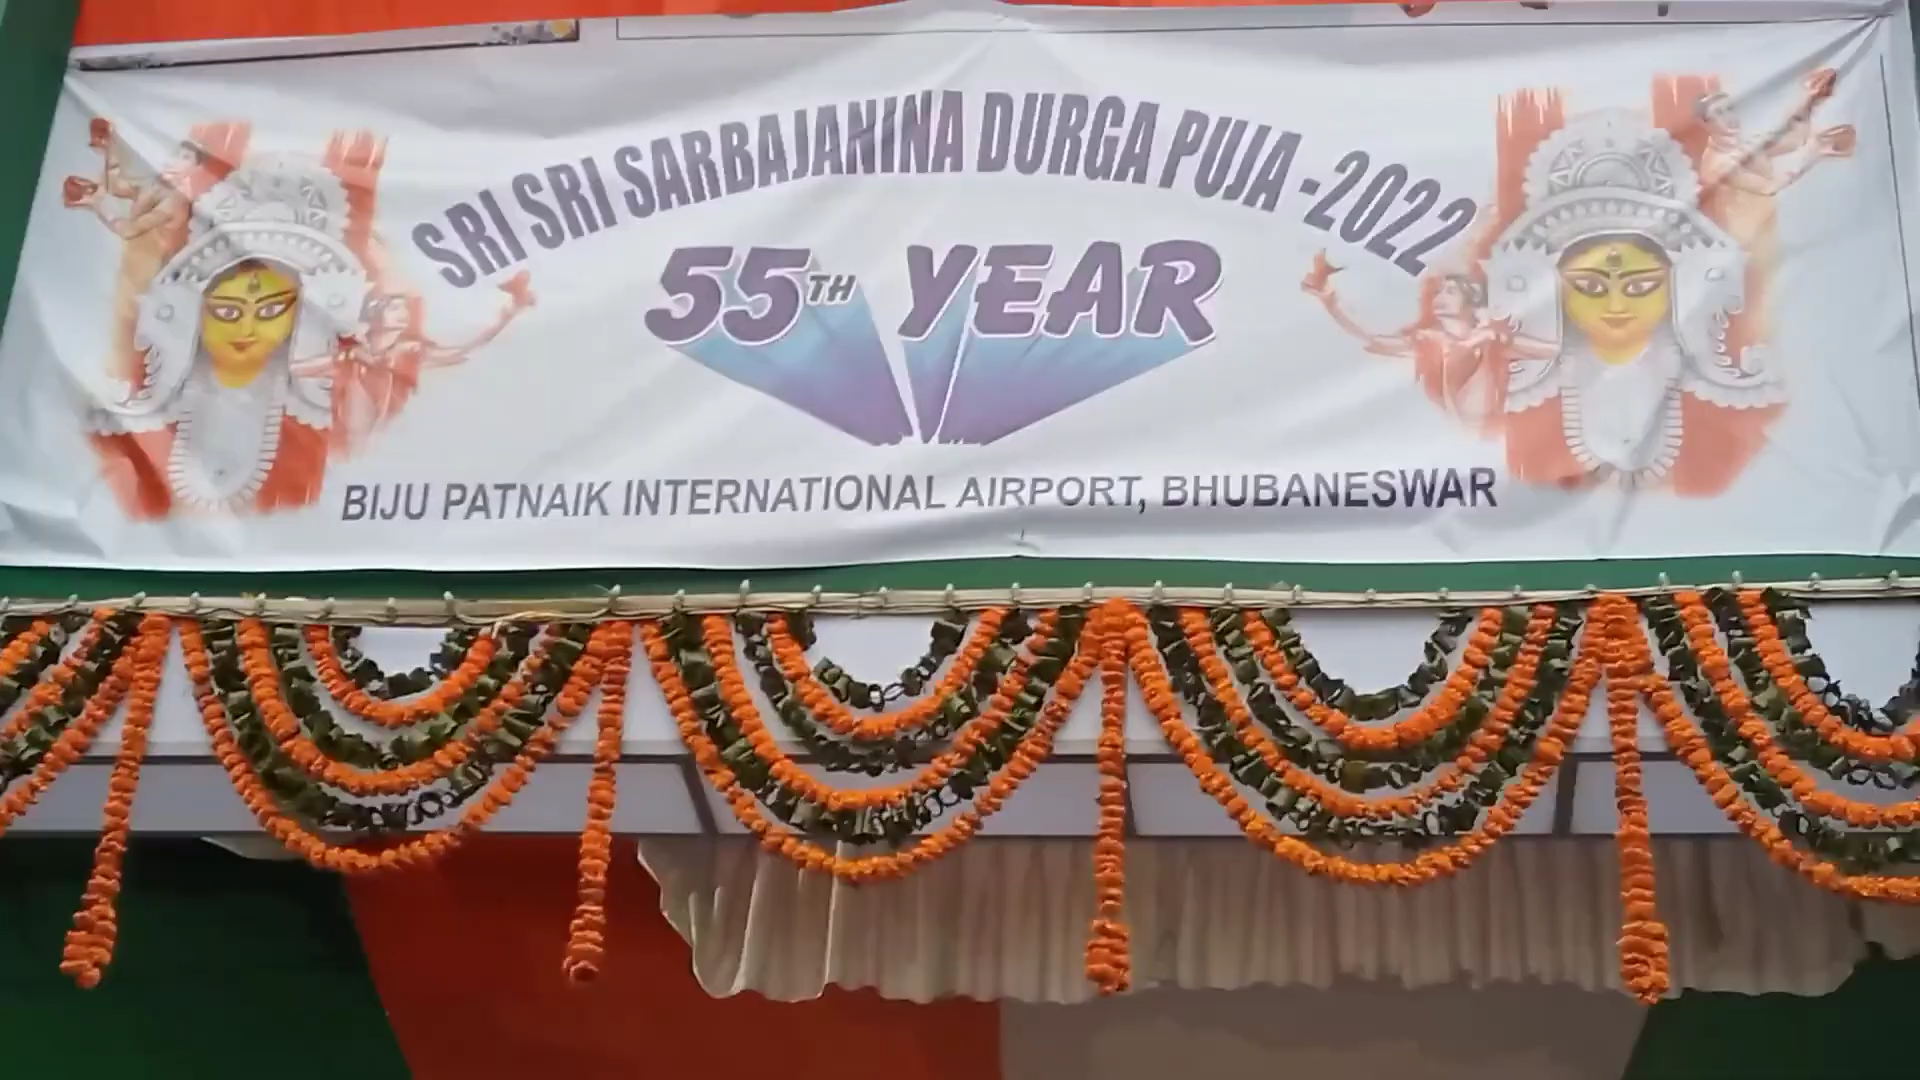 SRI SRI SARBAJANINA DURGA PUJA -2022
55TH YEAR
BIJU PATNAIK INTERNATIONAL AIRPORT, BHUBANESWAR